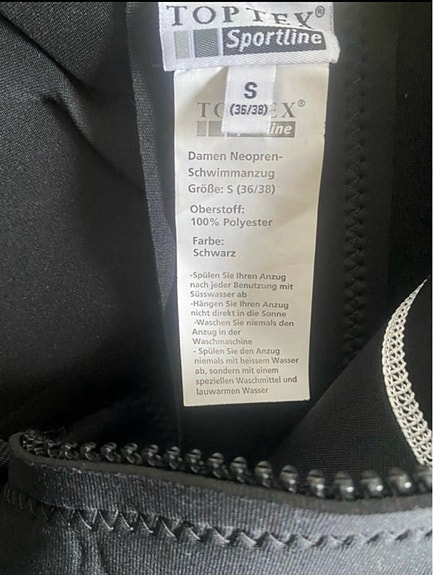 TOPTEX®
Sportline
S
(36/38)
TO EX®
line
Damen Neopren-
Schwimmanzug
Größe: S (36/38)
Oberstoff:
100% Polyester
Farbe:
Schwarz
-Spülen Sie Ihren Anzug
nach jeder Benutzung mit
Süsswasser ab
-Hängen Sie Ihren Anzug
nicht direkt in die Sonne
-Waschen Sie niemals den
Anzug in der
Waschmaschine
- Spülen Sie den Anzug
niemals mit heissem Wasser
ab, sondern mit einem
speziellen Waschmittel und
lauwarmen Wasser